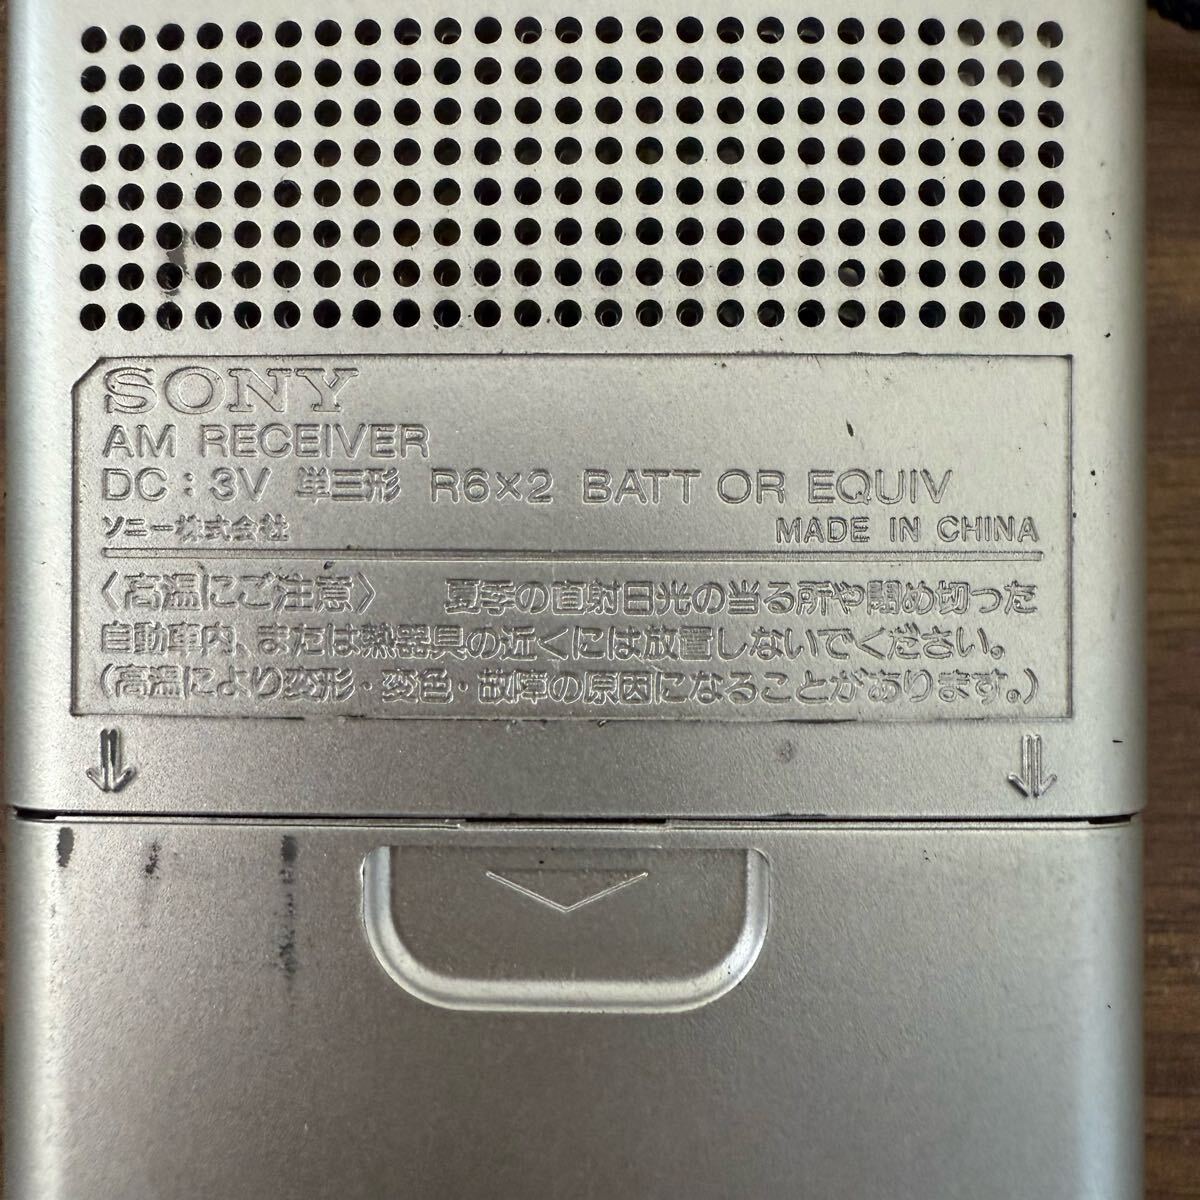 SONY
AM RECEIVER
DC : 3V 単三形 R6×2 BATT OR EQUIV
ソニー株式会社 MADE IN CHINA
〈高温にご注意〉 夏季の直射日光の当る所や閉め切った
自動車内、または熱器具の近くには放置しないでください。
(高温により変形・変色・故障の原因になることがあります。)